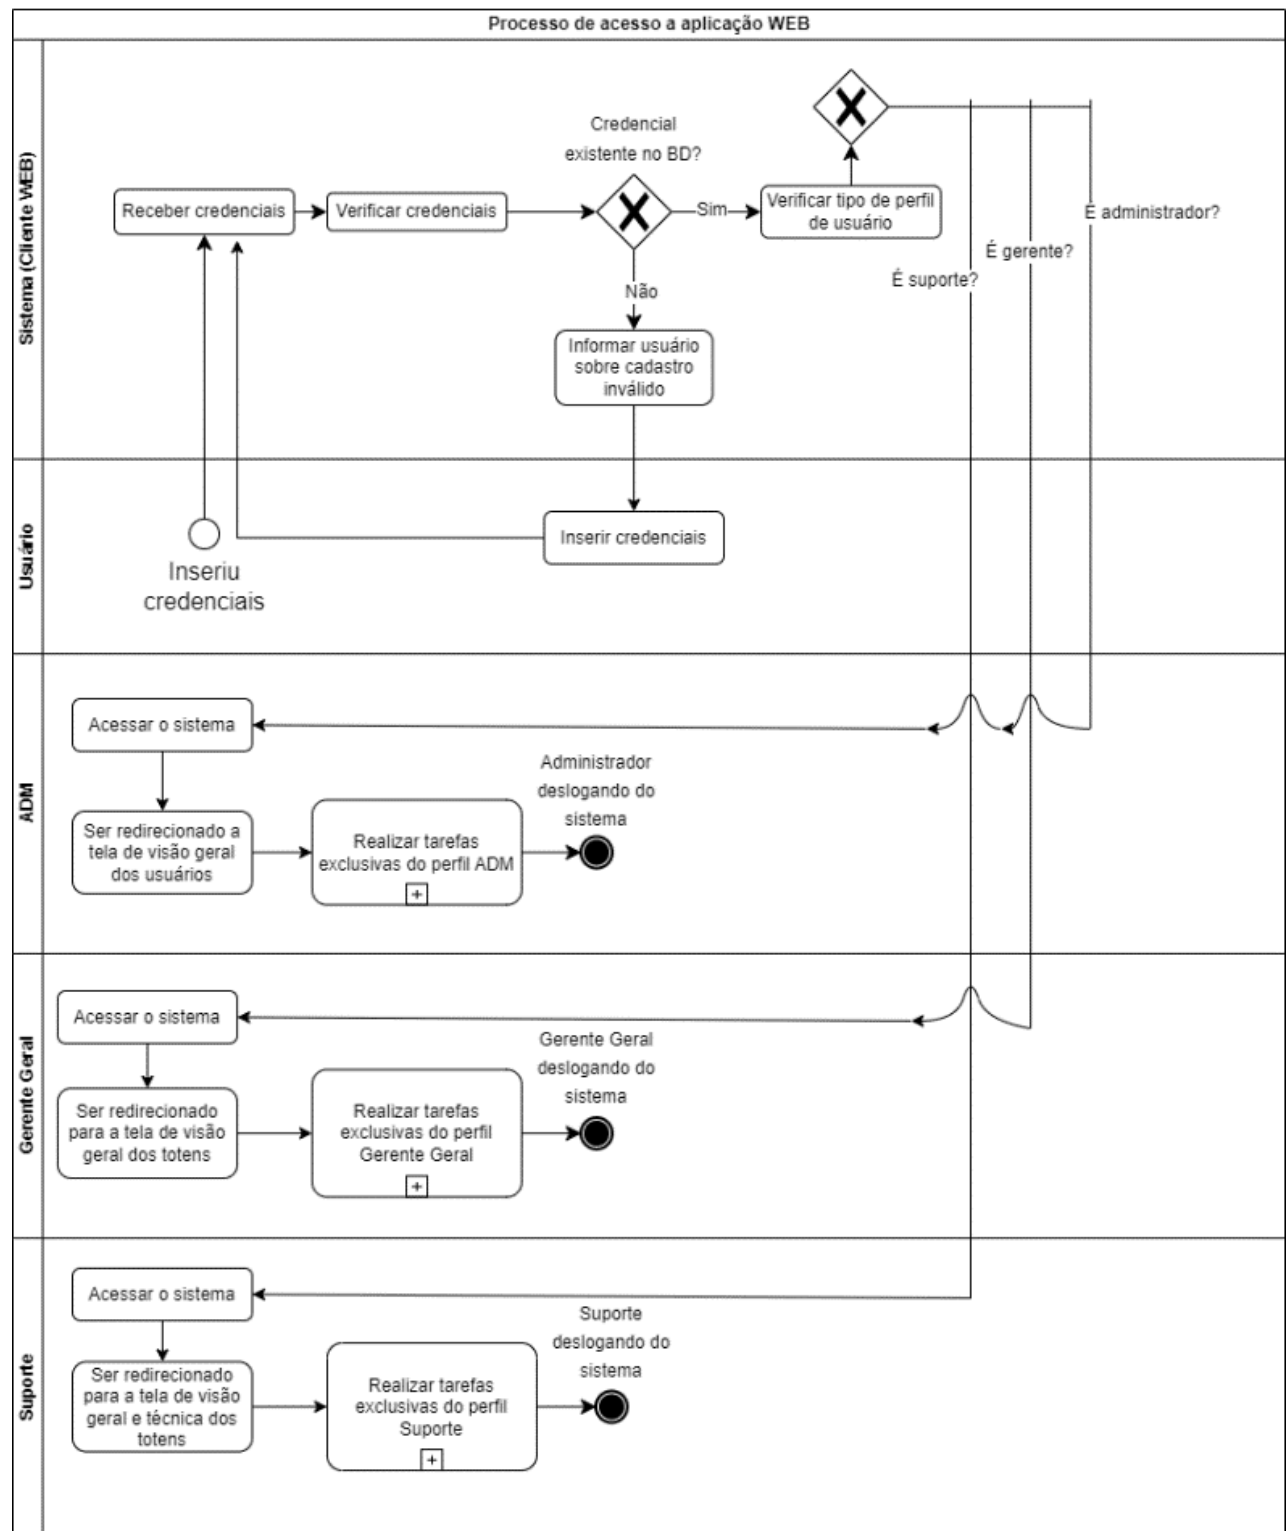 Processo de acesso a aplicação WEB
Sistema (Cliente WEB)
Credencial
existente no BD?
Receber credenciais
Verificar credenciais
Sim
Verificar tipo de perfil
de usuário
É administrador?
É gerente?
É suporte?
Não
Informar usuário
sobre cadastro
inválido
Usuário
Inserir credenciais
Inseriu
credenciais
ADM
Acessar o sistema
Administrador
deslogando do
sistema
Ser redirecionado a
tela de visão geral
dos usuários
Realizar tarefas
exclusivas do perfil ADM
Gerente Geral
Acessar o sistema
Gerente Geral
deslogando do
sistema
Ser redirecionado
para a tela de visão
geral dos totens
Realizar tarefas
exclusivas do perfil
Gerente Geral
Suporte
Acessar o sistema
Suporte
deslogando do
sistema
Ser redirecionado
para a tela de visão
geral e técnica dos
totens
Realizar tarefas
exclusivas do perfil
Suporte